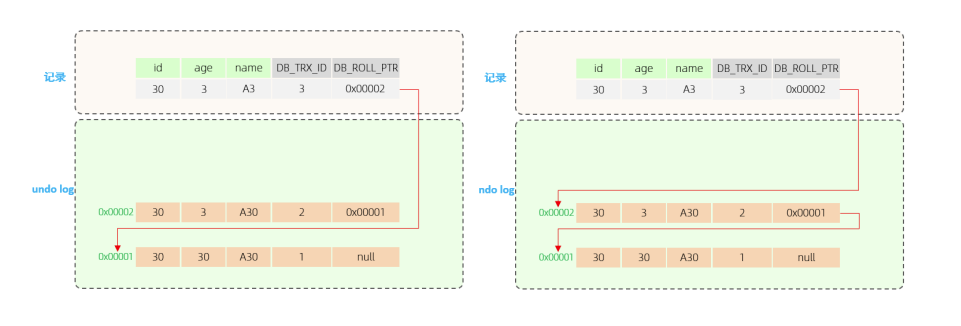 id age name DB_TRX_ID DB_ROLL_PTR
记录
30 3 A3 3 0x00002
undo log
0x00002 30 3 A30 2 0x00001
0x00001 30 30 A30 1 null
id age name DB_TRX_ID DB_ROLL_PTR
记录
30 3 A3 3 0x00002
ndo log
0x00002 30 3 A30 2 0x00001
0x00001 30 30 A30 1 null